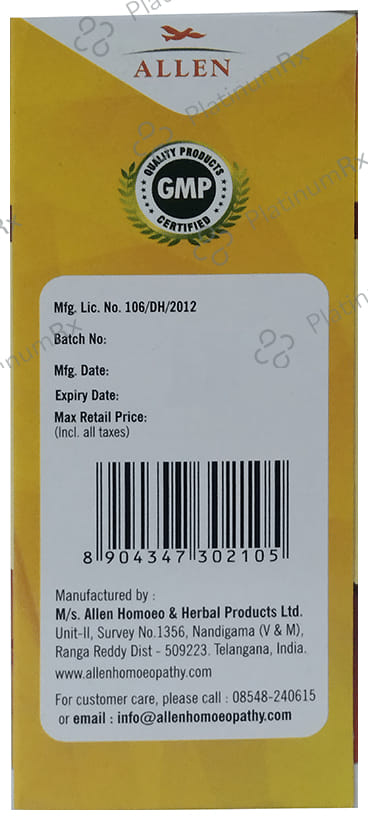 ALLEN
QUALITY PRODUCTS
GMP
CERTIFIED
Mfg. Lic. No. 106/DH/2012
Batch No:
Mfg. Date:
Expiry Date:
Max Retail Price:
(Incl. all taxes)
8 904347 302105
Manufactured by :
M/s. Allen Homoeo & Herbal Products Ltd.
Unit-II, Survey No.1356, Nandigama (V & M),
Ranga Reddy Dist - 509223. Telangana, India.
www.allenhomoeopathy.com
For customer care, please call : 08548-240615
or email : info@allenhomoeopathy.com
PlatinumRx
PlatinumRx
PlatinumRx